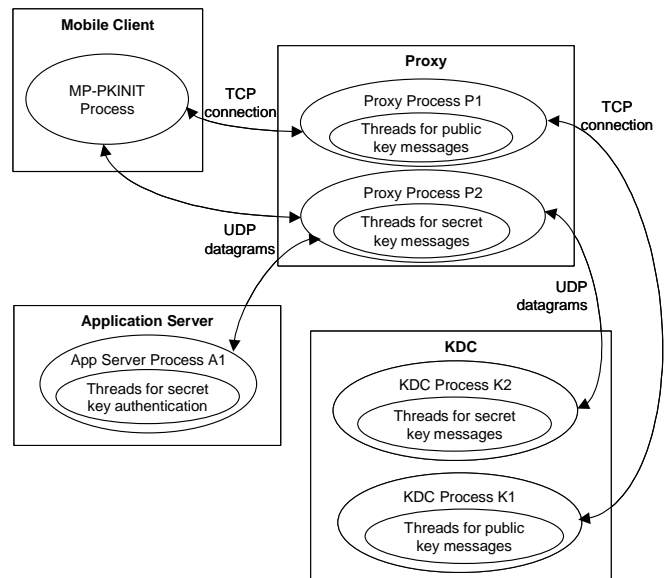 Mobile Client
MP-PKINIT
Process
TCP
connection
Proxy
Proxy Process P1
Threads for public
key messages
Proxy Process P2
Threads for secret
key messages
TCP
connection
UDP
datagrams
UDP
datagrams
Application Server
App Server Process A1
Threads for secret
key authentication
KDC
KDC Process K2
Threads for secret
key messages
KDC Process K1
Threads for public
key messages